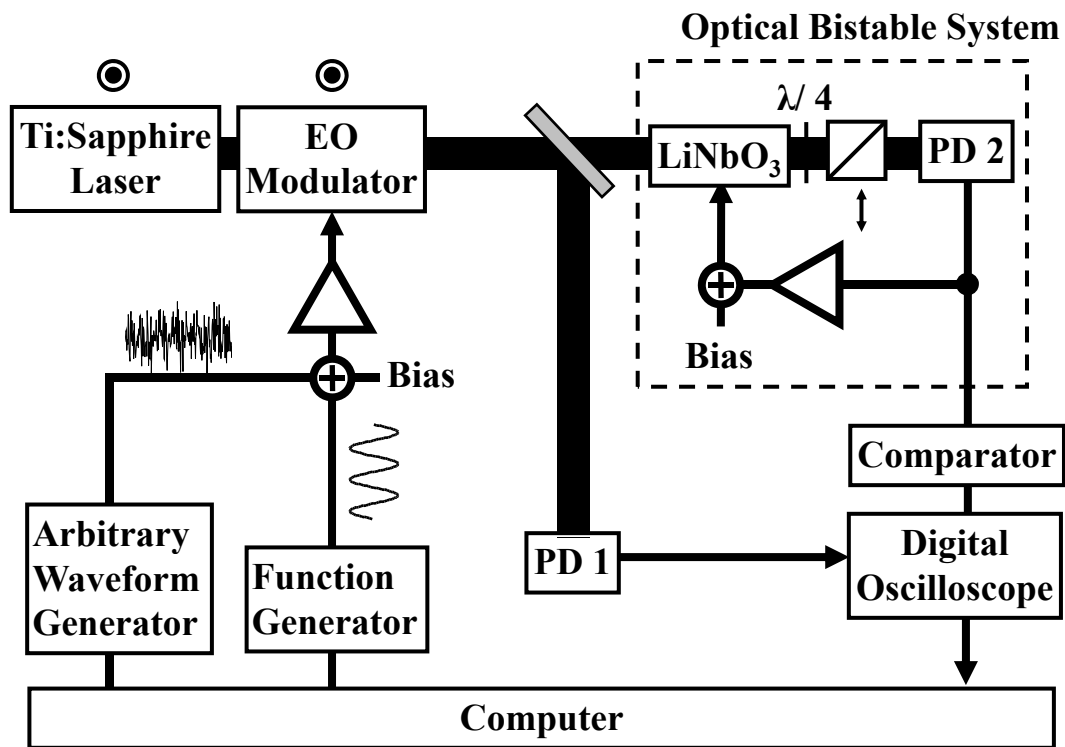 Optical Bistable System
Ti:Sapphire
Laser
EO
Modulator
LiNbO₃
λ/ 4
PD 2
Bias
Bias
Comparator
Arbitrary
Waveform
Generator
Function
Generator
PD 1
Digital
Oscilloscope
Computer